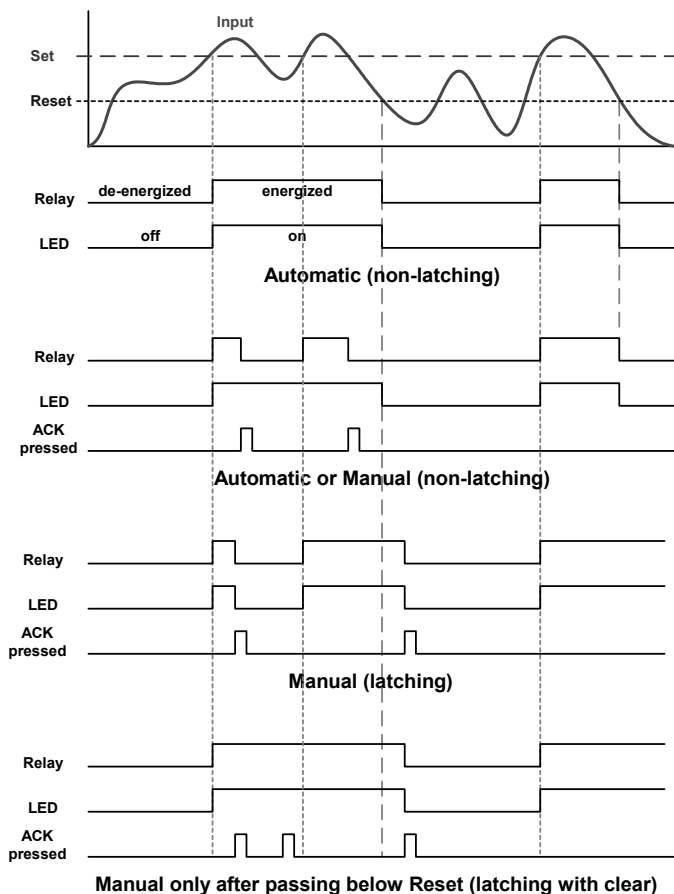 Input
Set
Reset
de-energized energized
Relay
off on
LED
Automatic (non-latching)
Relay
LED
ACK
pressed
Automatic or Manual (non-latching)
Relay
LED
ACK
pressed
Manual (latching)
Relay
LED
ACK
pressed
Manual only after passing below Reset (latching with clear)